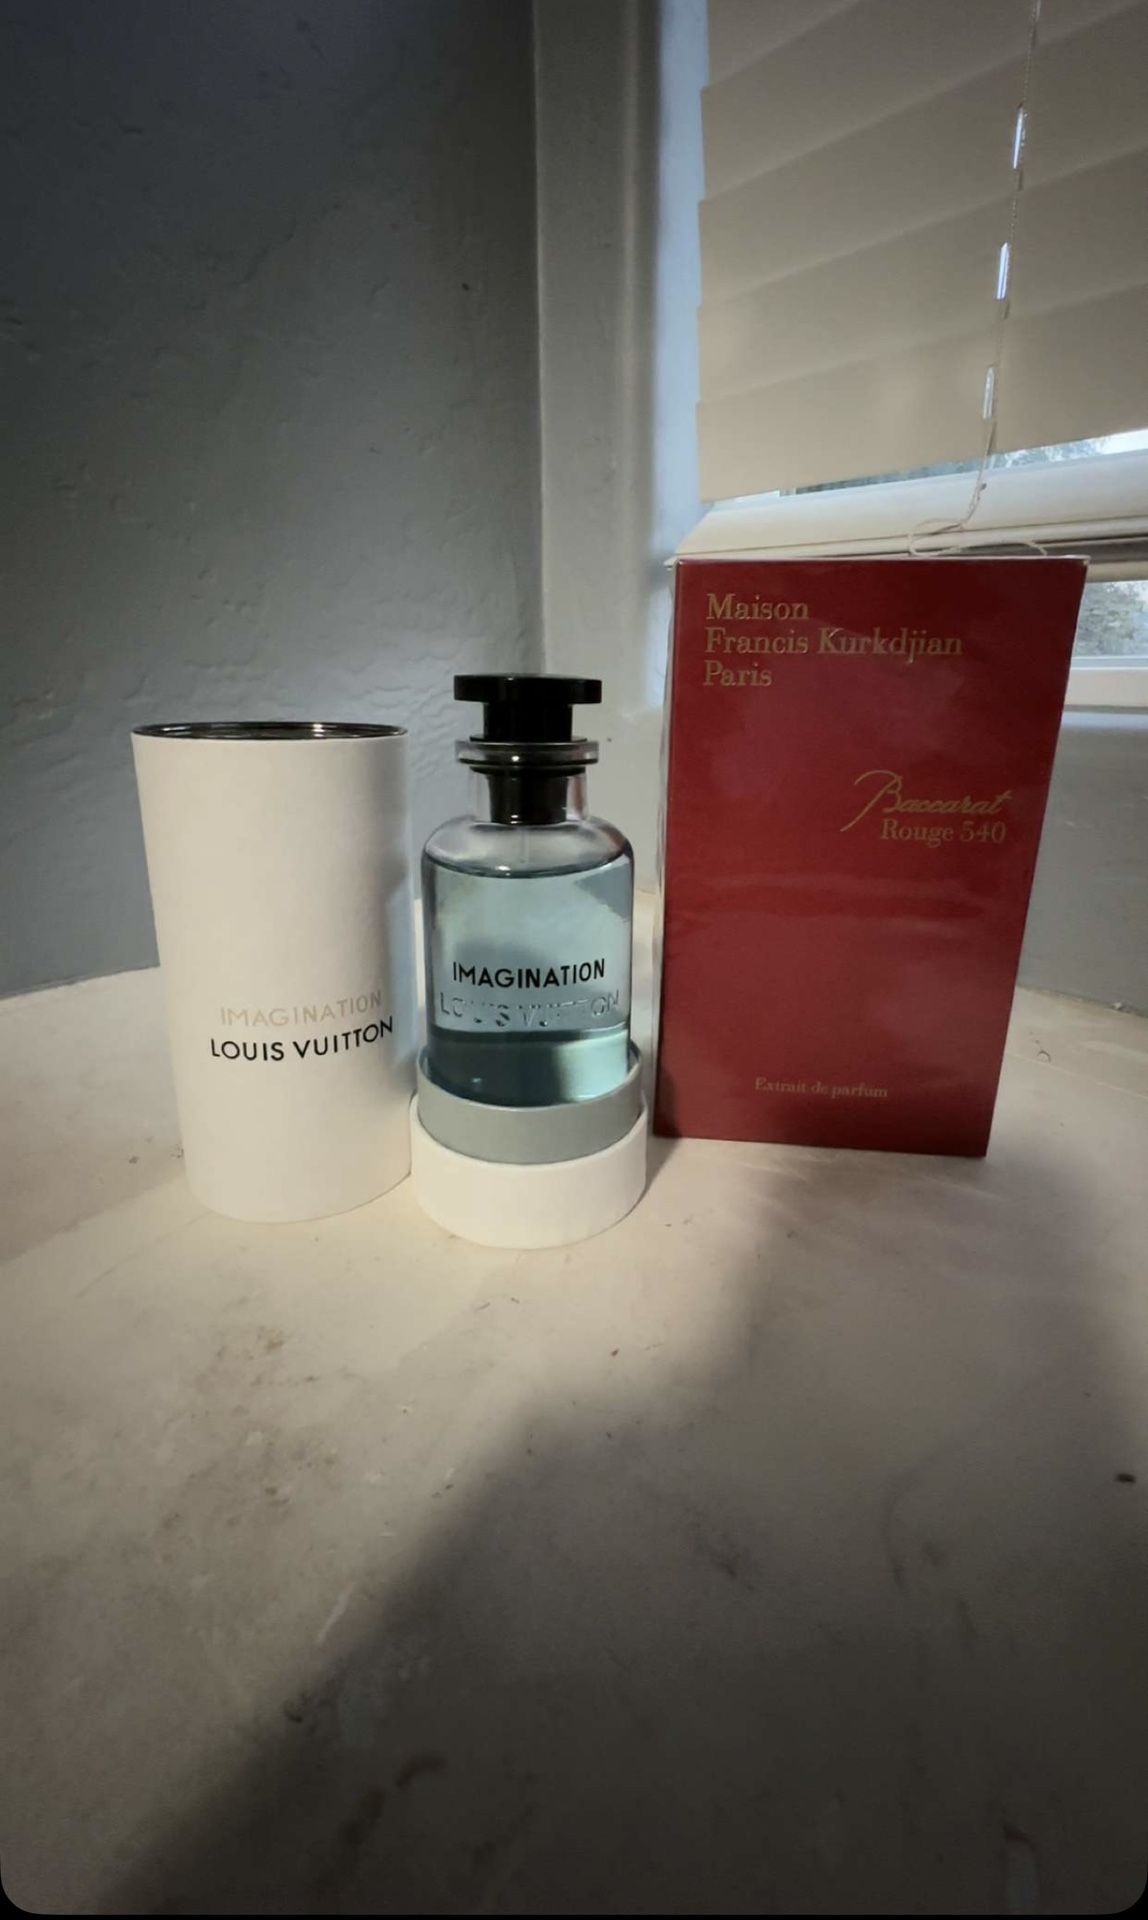 IMAGINATION
LOUIS VUITTON
IMAGINATION
LOUIS VUITTON
Maison
Francis Kurkdjian
Paris
Baccarat
Rouge 540
Extrait de parfum